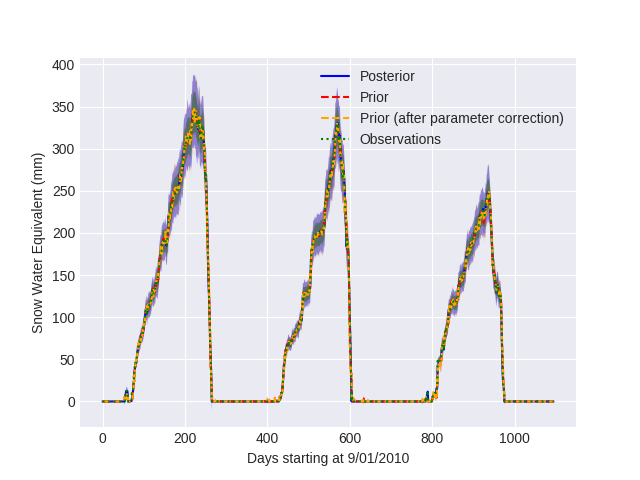 400
350
300
250
200
150
100
50
0
Snow Water Equivalent (mm)
Posterior
Prior
Prior (after parameter correction)
Observations
0 200 400 600 800 1000
Days starting at 9/01/2010